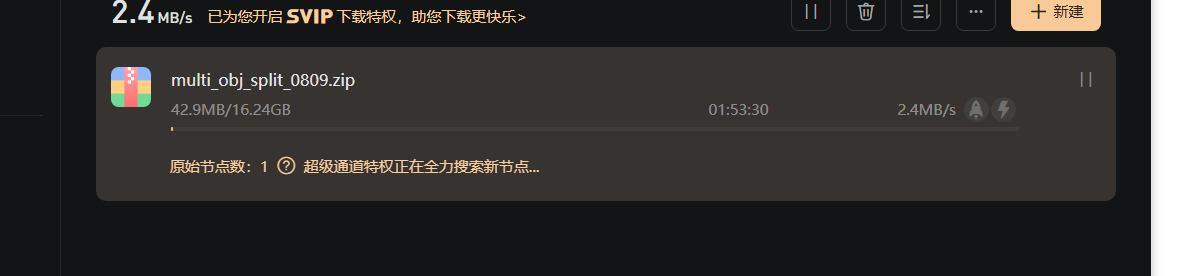 2.4 MB/s 已为您开启 SVIP 下载特权，助您下载更快乐>
新建
multi_obj_split_0809.zip
42.9MB/16.24GB 01:53:30 2.4MB/s
原始节点数：1 ? 超级通道特权正在全力搜索新节点...